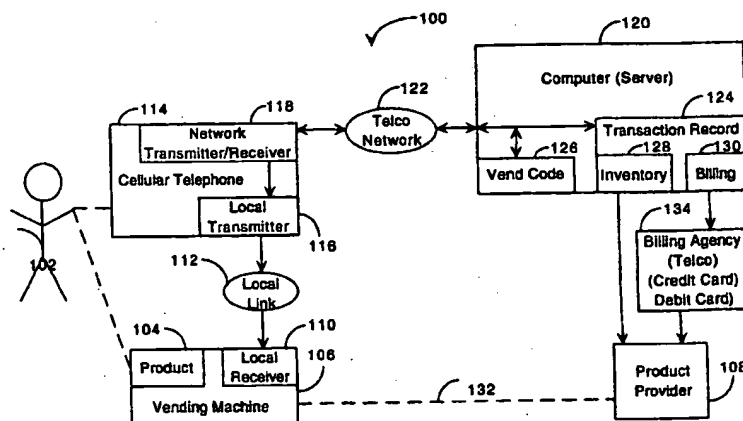 100
120
Computer (Server)
122
114
118
Telco
Network
124
Network
Transmitter/Receiver
Transaction Record
126
128
130
Cellular Telephone
Vend Code
Inventory
Billing
Local
Transmitter
116
134
Billing Agency
(Telco)
(Credit Card)
Debit Card)
102
112
Local
Link
104
110
Product
Local
Receiver
106
Product
Provider
108
132
Vending Machine